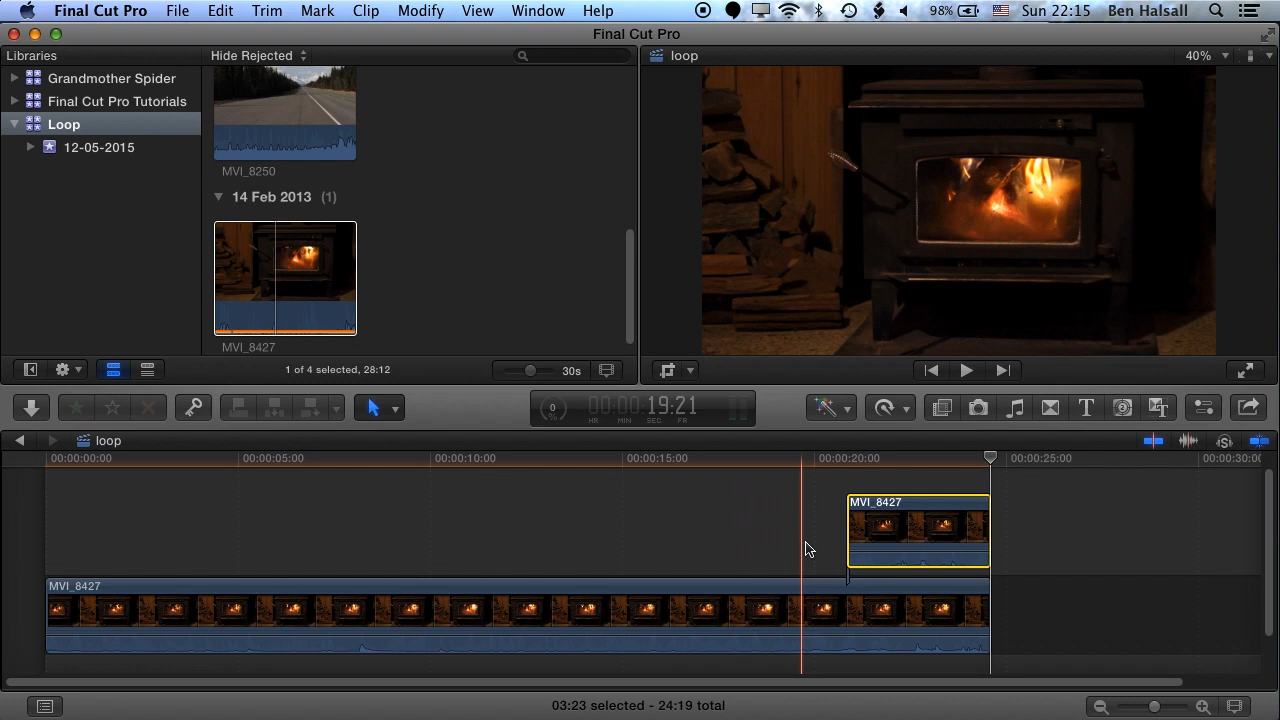 Final Cut Pro File Edit Trim Mark Clip Modify View Window Help 98% Sun 22:15 Ben Halsall
Final Cut Pro
Libraries Hide Rejected loop 40%
Grandmother Spider
Final Cut Pro Tutorials
Loop
12-05-2015
MVI_8250
14 Feb 2013 (1)
MVI_8427
1 of 4 selected, 28:12 30s
0 % 00:00:19:21
HR MIN SEC FR
loop
00:00:00:00 00:00:05:00 00:00:10:00 00:00:15:00 00:00:20:00 00:00:25:00 00:00:30:0
MVI_8427
MVI_8427
03:23 selected - 24:19 total